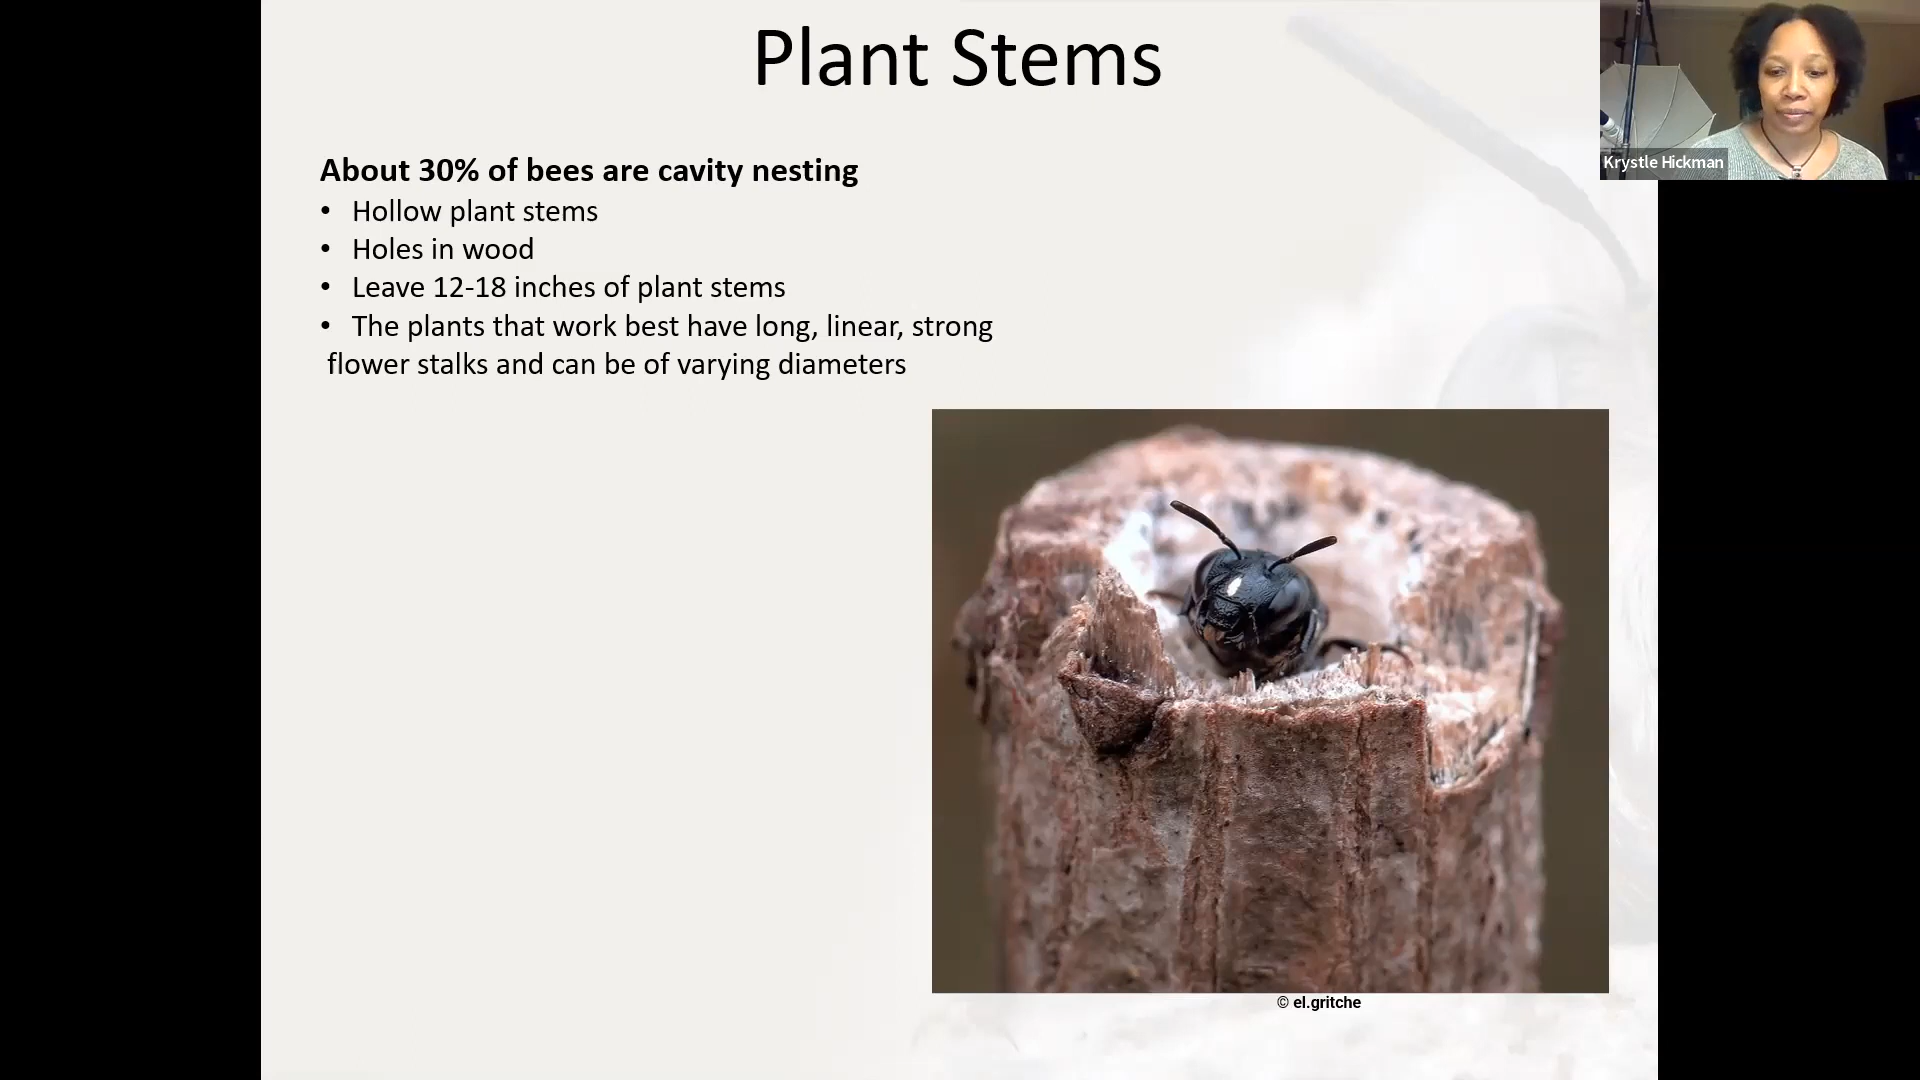 Plant Stems
Krystle Hickman
About 30% of bees are cavity nesting
• Hollow plant stems
• Holes in wood
• Leave 12-18 inches of plant stems
• The plants that work best have long, linear, strong
flower stalks and can be of varying diameters
© el.gritche